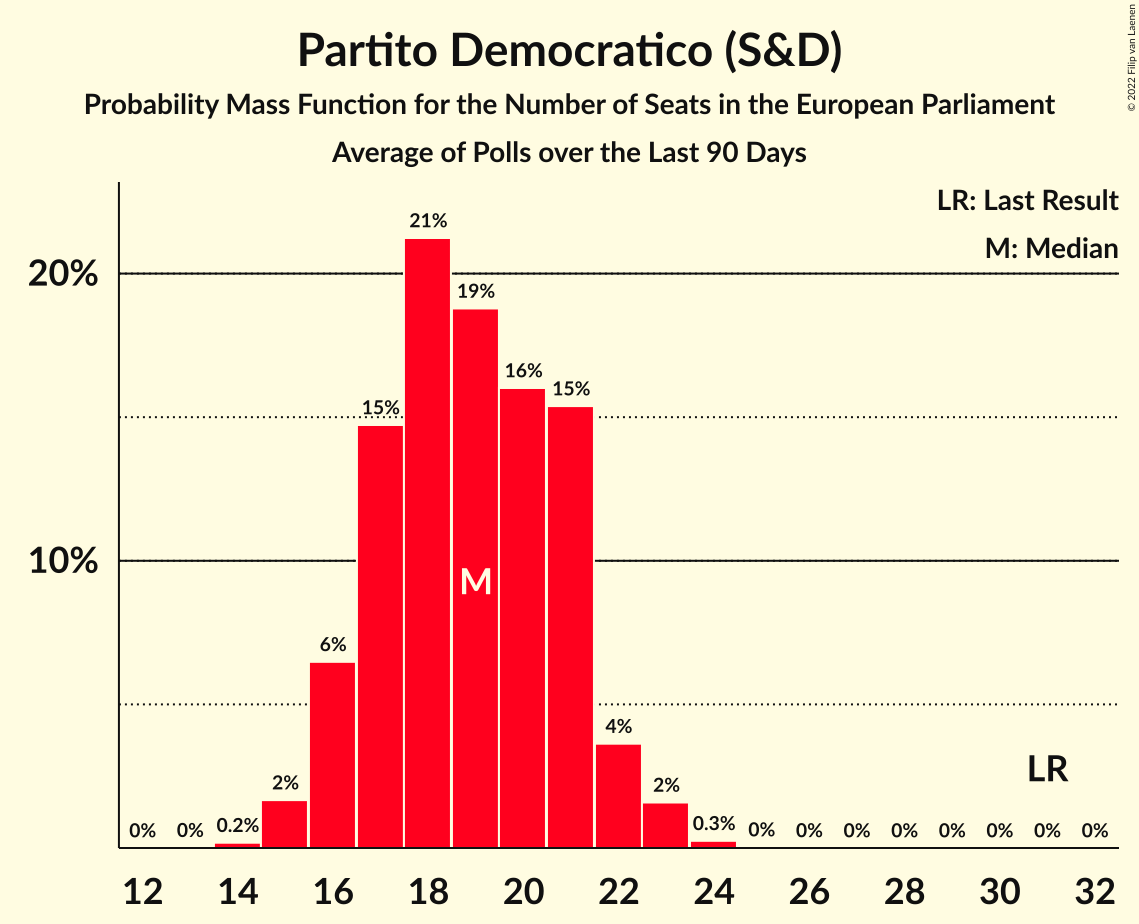 Partito Democratico (S&D)
Probability Mass Function for the Number of Seats in the European Parliament
Average of Polls over the Last 90 Days
© 2022 Filip van Laenen
LR: Last Result
M: Median
20%
10%
0% 0% 0.2% 2% 6% 15% 21% 19% 16% 15% 4% 2% 0.3% 0% 0% 0% 0% 0% 0% 0% 0%
M
LR
12 14 16 18 20 22 24 26 28 30 32